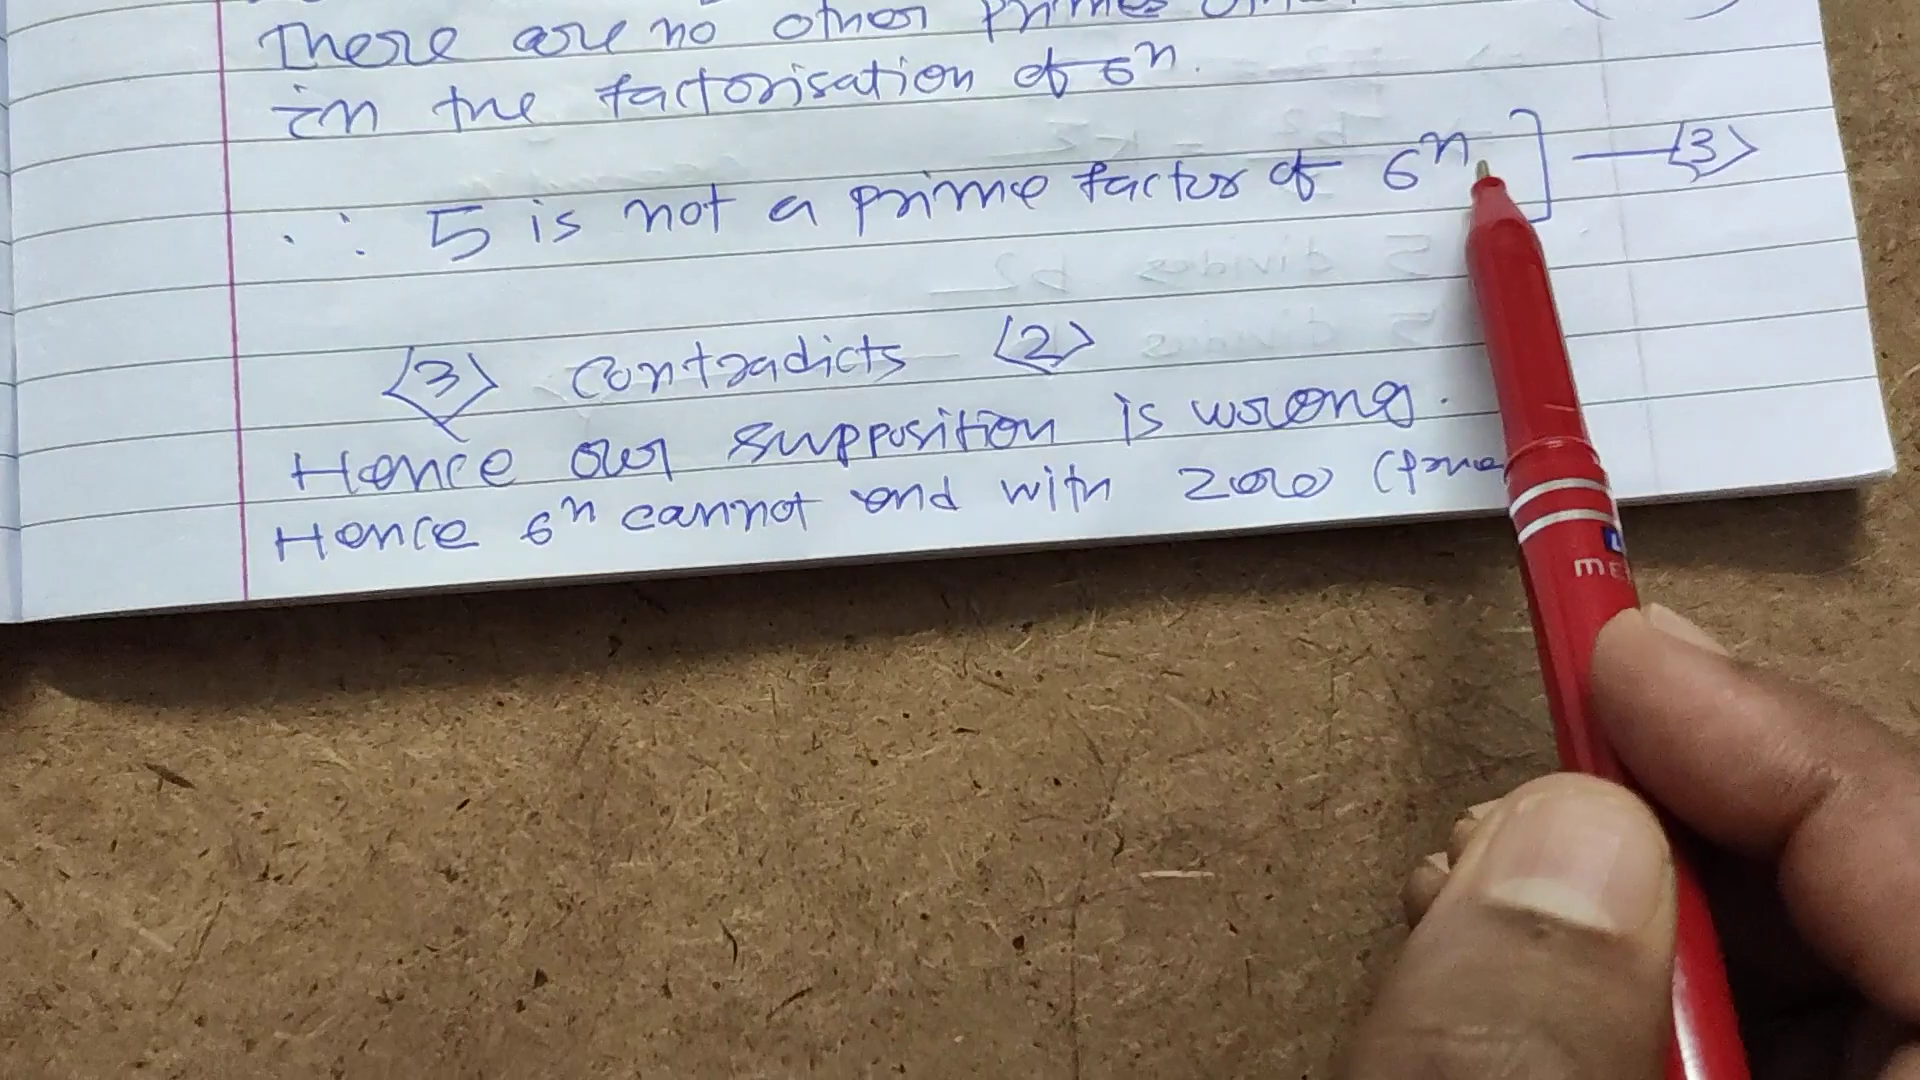 There are no other primes
in the factorisation of 6ⁿ.
∴ 5 is not a prime factor of 6ⁿ ] — <3>
<3> contradicts <2>
Hence our supposition is wrong.
Hence 6ⁿ cannot end with zero